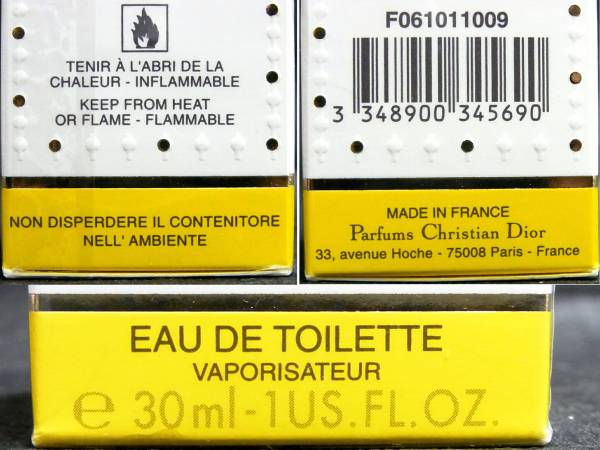 TENIR À L'ABRI DE LA
CHALEUR - INFLAMMABLE
KEEP FROM HEAT
OR FLAME - FLAMMABLE
NON DISPERDERE IL CONTENITORE
NELL' AMBIENTE
F061011009
3 348900 345690
MADE IN FRANCE
Parfums Christian Dior
33, avenue Hoche - 75008 Paris - France
EAU DE TOILETTE
VAPORISATEUR
e 30ml-1US.FL.OZ.